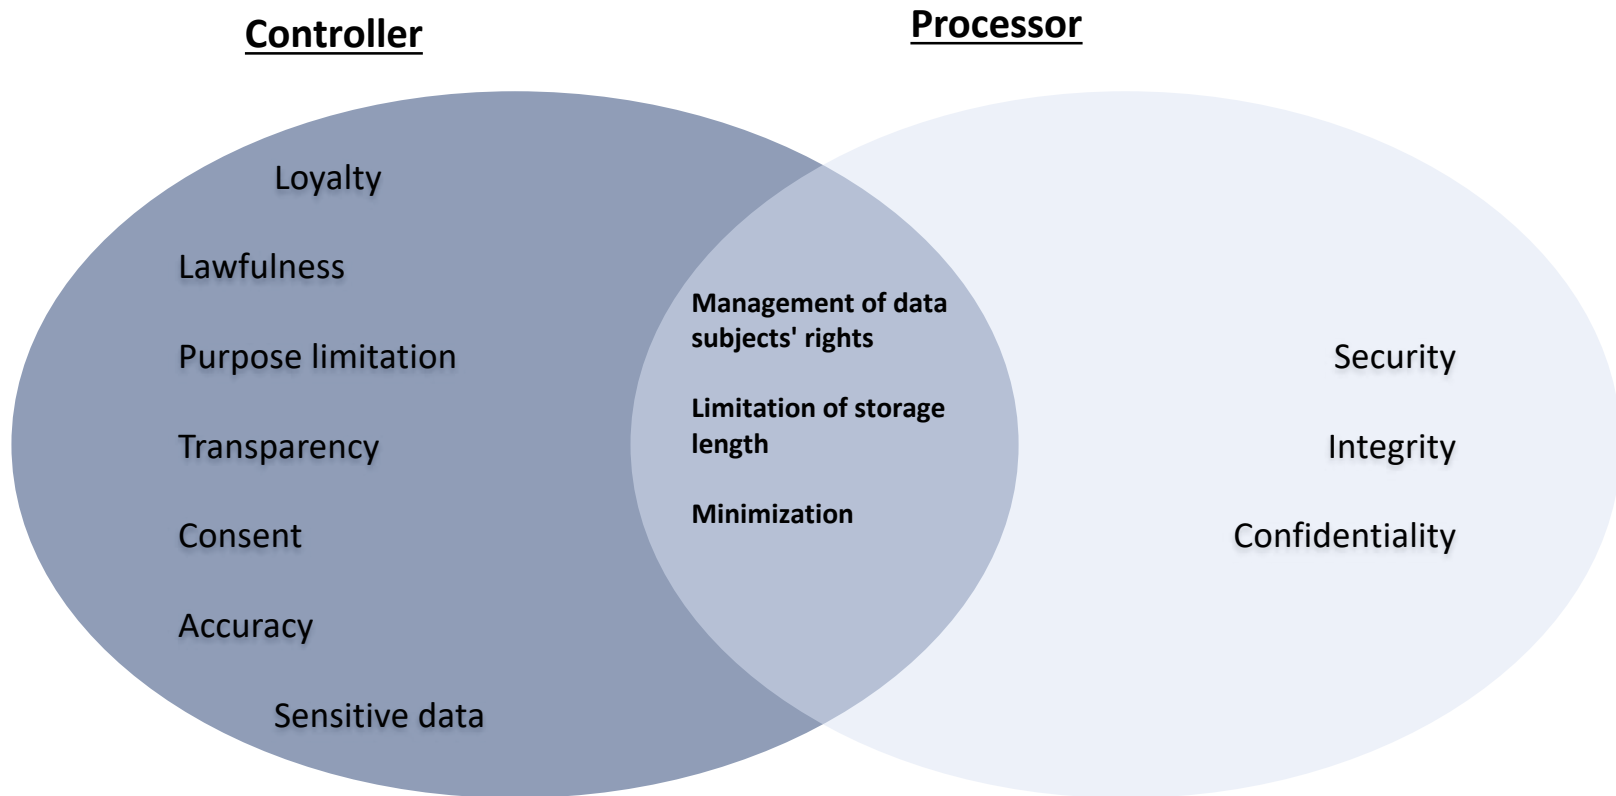 Controller
Processor
Loyalty
Lawfulness
Purpose limitation
Transparency
Consent
Accuracy
Sensitive data
Management of data
subjects' rights
Limitation of storage
length
Minimization
Security
Integrity
Confidentiality